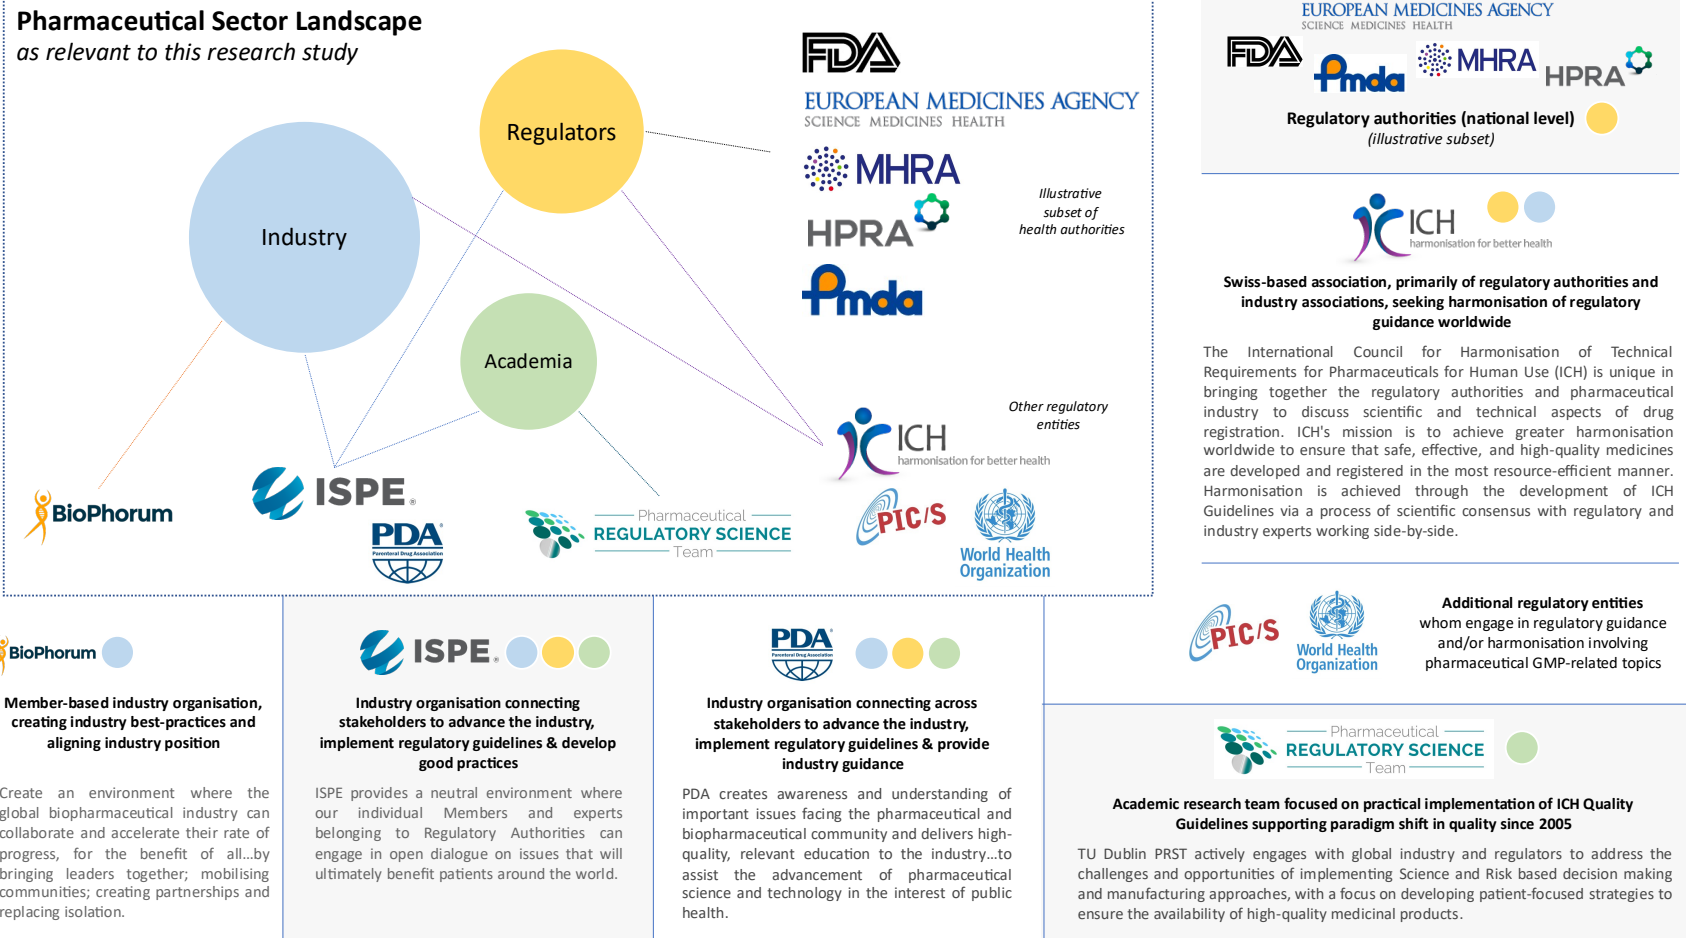 Pharmaceutical Sector Landscape
as relevant to this research study
Industry
Regulators
Academia
FDA
EUROPEAN MEDICINES AGENCY
SCIENCE MEDICINES HEALTH
MHRA
HPRA
Pmda
Illustrative
subset of
health authorities
Other regulatory
entities
ICH
harmonisation for better health
PIC/S
World Health
Organization
BioPhorum
ISPE®
PDA®
Parenteral Drug Association
Pharmaceutical
REGULATORY SCIENCE
Team
EUROPEAN MEDICINES AGENCY
SCIENCE MEDICINES HEALTH
FDA
Pmda
MHRA
HPRA
Regulatory authorities (national level)
(illustrative subset)
ICH
harmonisation for better health
Swiss-based association, primarily of regulatory authorities and
industry associations, seeking harmonisation of regulatory
guidance worldwide
The International Council for Harmonisation of Technical
Requirements for Pharmaceuticals for Human Use (ICH) is unique in
bringing together the regulatory authorities and pharmaceutical
industry to discuss scientific and technical aspects of drug
registration. ICH's mission is to achieve greater harmonisation
worldwide to ensure that safe, effective, and high-quality medicines
are developed and registered in the most resource-efficient manner.
Harmonisation is achieved through the development of ICH
Guidelines via a process of scientific consensus with regulatory and
industry experts working side-by-side.
PIC/S
World Health
Organization
Additional regulatory entities
whom engage in regulatory guidance
and/or harmonisation involving
pharmaceutical GMP-related topics
BioPhorum
Member-based industry organisation,
creating industry best-practices and
aligning industry position
Create an environment where the
global biopharmaceutical industry can
collaborate and accelerate their rate of
progress, for the benefit of all...by
bringing leaders together; mobilising
communities; creating partnerships and
replacing isolation.
ISPE®
Industry organisation connecting
stakeholders to advance the industry,
implement regulatory guidelines & develop
good practices
ISPE provides a neutral environment where
our individual Members and experts
belonging to Regulatory Authorities can
engage in open dialogue on issues that will
ultimately benefit patients around the world.
PDA®
Parenteral Drug Association
Industry organisation connecting across
stakeholders to advance the industry,
implement regulatory guidelines & provide
industry guidance
PDA creates awareness and understanding of
important issues facing the pharmaceutical and
biopharmaceutical community and delivers high-
quality, relevant education to the industry...to
assist the advancement of pharmaceutical
science and technology in the interest of public
health.
Pharmaceutical
REGULATORY SCIENCE
Team
Academic research team focused on practical implementation of ICH Quality
Guidelines supporting paradigm shift in quality since 2005
TU Dublin PRST actively engages with global industry and regulators to address the
challenges and opportunities of implementing Science and Risk based decision making
and manufacturing approaches, with a focus on developing patient-focused strategies to
ensure the availability of high-quality medicinal products.